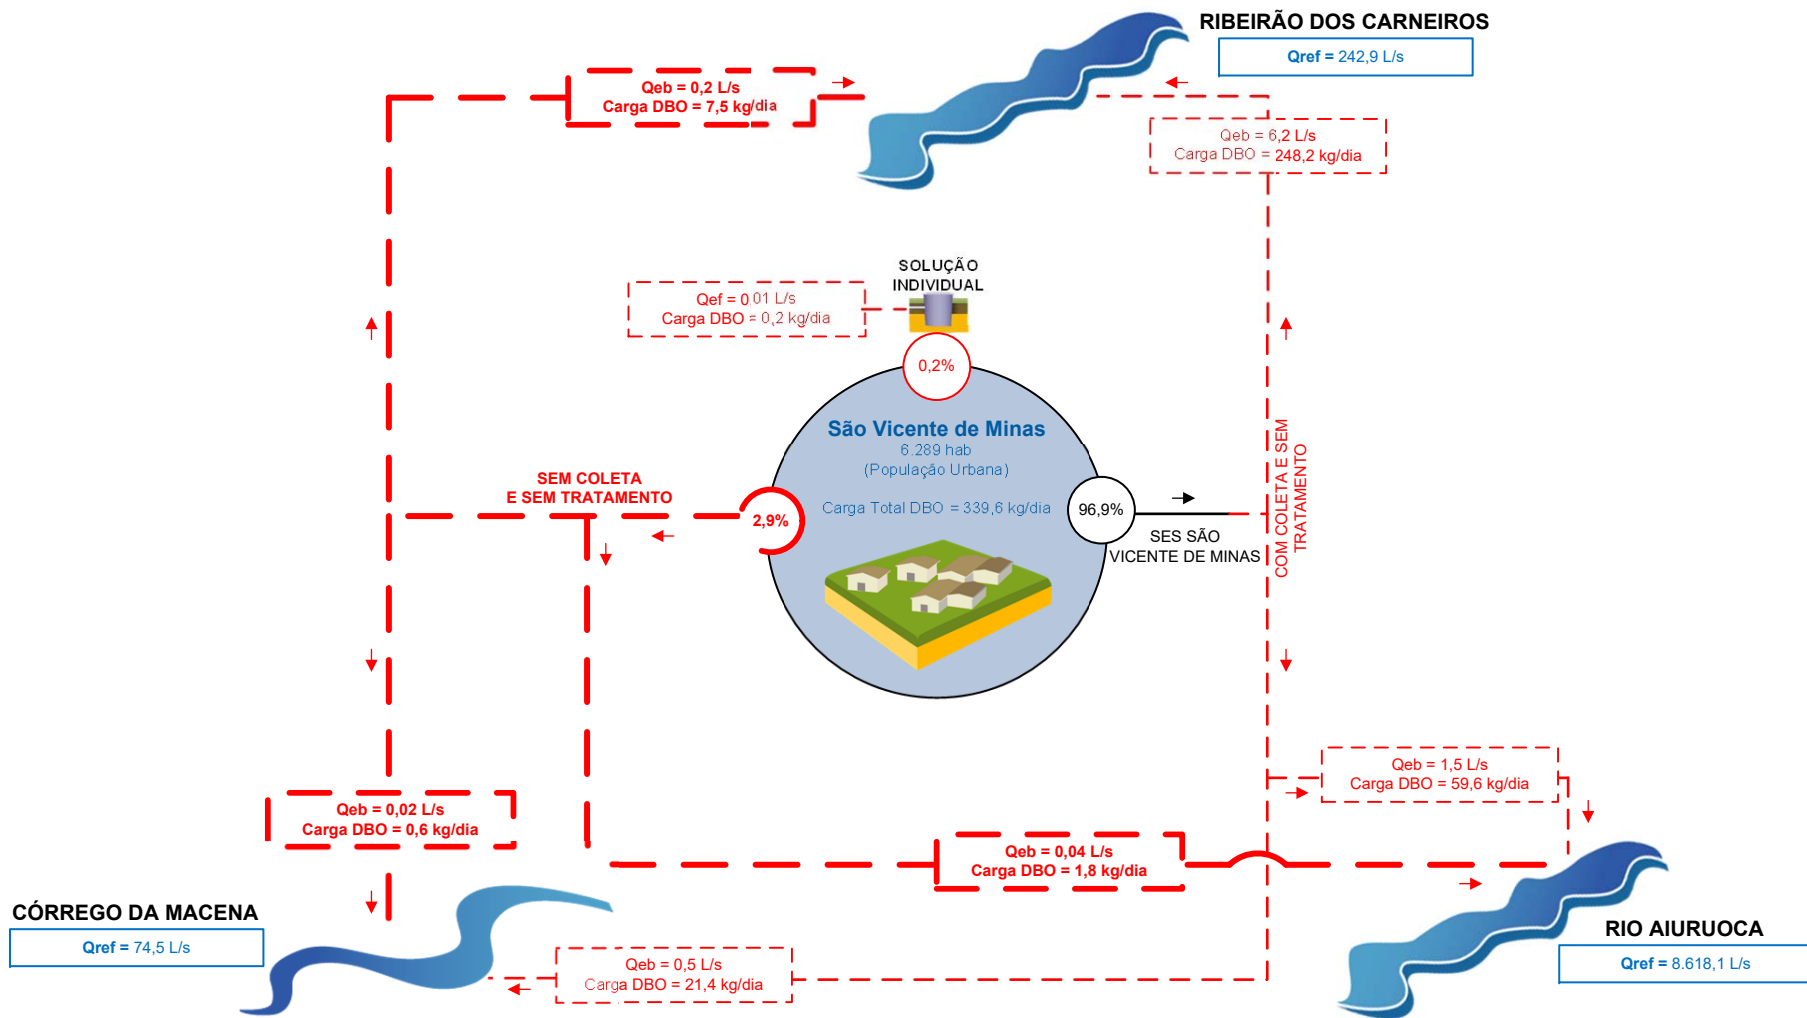 RIBEIRÃO DOS CARNEIROS
Qref = 242,9 L/s
Qeb = 0,2 L/s
Carga DBO = 7,5 kg/dia
Qeb = 6,2 L/s
Carga DBO = 248,2 kg/dia
SOLUÇÃO
INDIVIDUAL
Qef = 0,01 L/s
Carga DBO = 0,2 kg/dia
0,2%
São Vicente de Minas
6.289 hab
(População Urbana)
Carga Total DBO = 339,6 kg/dia
SEM COLETA
E SEM TRATAMENTO
2,9%
96,9%
SES SÃO
VICENTE DE MINAS
COM COLETA E SEM
TRATAMENTO
Qeb = 1,5 L/s
Carga DBO = 59,6 kg/dia
Qeb = 0,02 L/s
Carga DBO = 0,6 kg/dia
Qeb = 0,04 L/s
Carga DBO = 1,8 kg/dia
CÓRREGO DA MACENA
Qref = 74,5 L/s
RIO AIURUOCA
Qref = 8.618,1 L/s
Qeb = 0,5 L/s
Carga DBO = 21,4 kg/dia